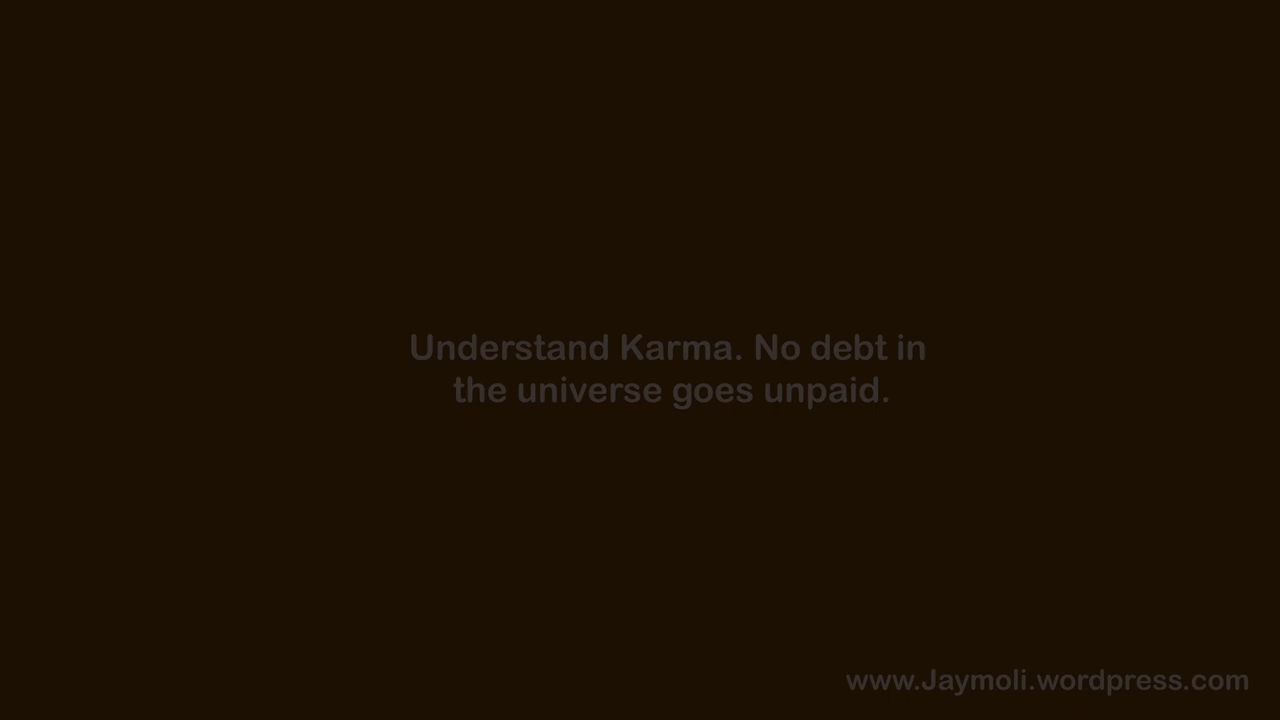 Understand Karma. No debt in
the universe goes unpaid.
www.Jaymoli.wordpress.com